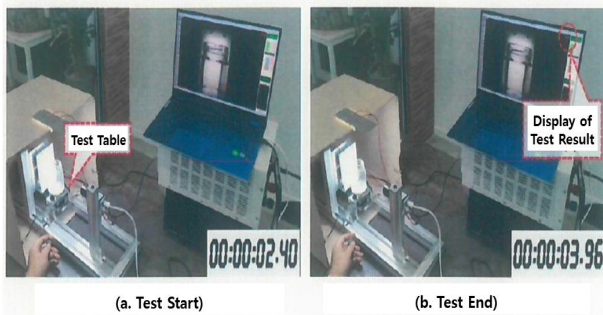 Test Table
00:00:02.40
(a. Test Start)
Display of
Test Result
00:00:03.96
(b. Test End)